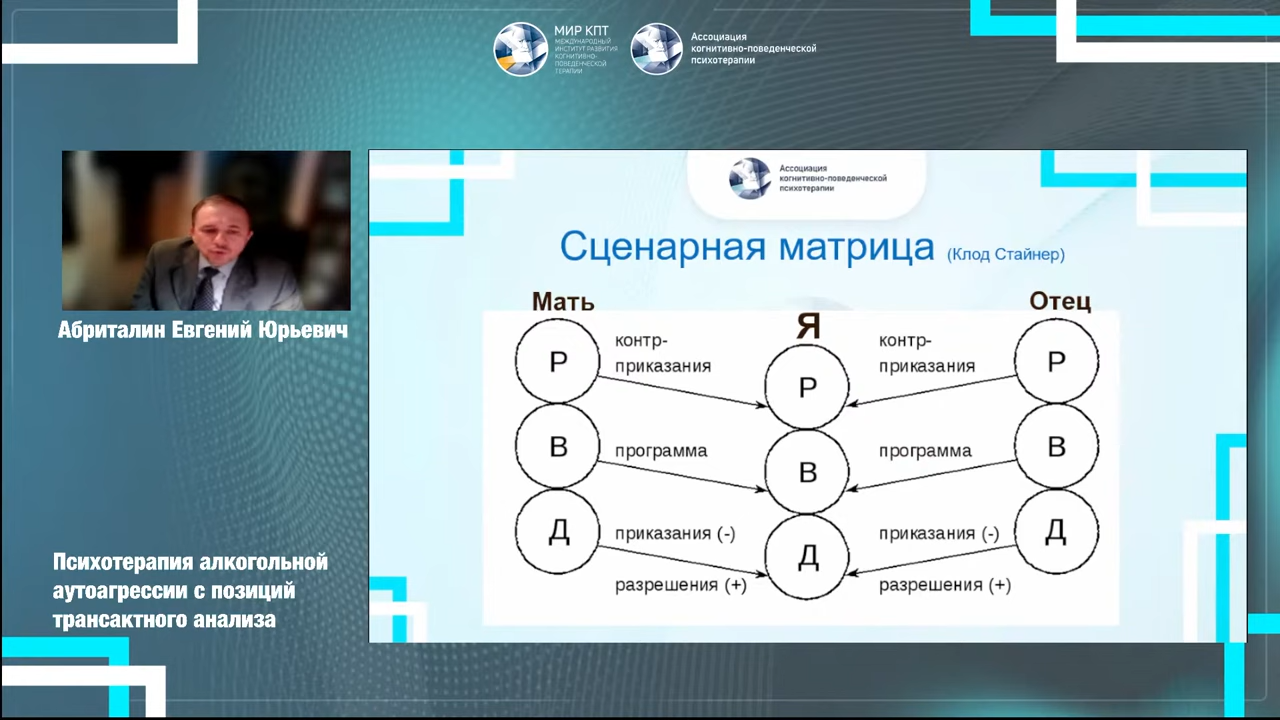 МИР КПТ
МЕЖДУНАРОДНЫЙ
ИНСТИТУТ РАЗВИТИЯ
КОГНИТИВНО-
ПОВЕДЕНЧЕСКОЙ
ТЕРАПИИ
Ассоциация
когнитивно-поведенческой
психотерапии
Абриталин Евгений Юрьевич
Психотерапия алкогольной
аутоагрессии с позиций
трансактного анализа
Ассоциация
когнитивно-поведенческой
психотерапии
Сценарная матрица (Клод Стайнер)
Мать
Я
Отец
контр-
приказания
контр-
приказания
Р
Р
Р
программа
программа
В
В
В
приказания (-)
приказания (-)
Д
Д
Д
разрешения (+)
разрешения (+)